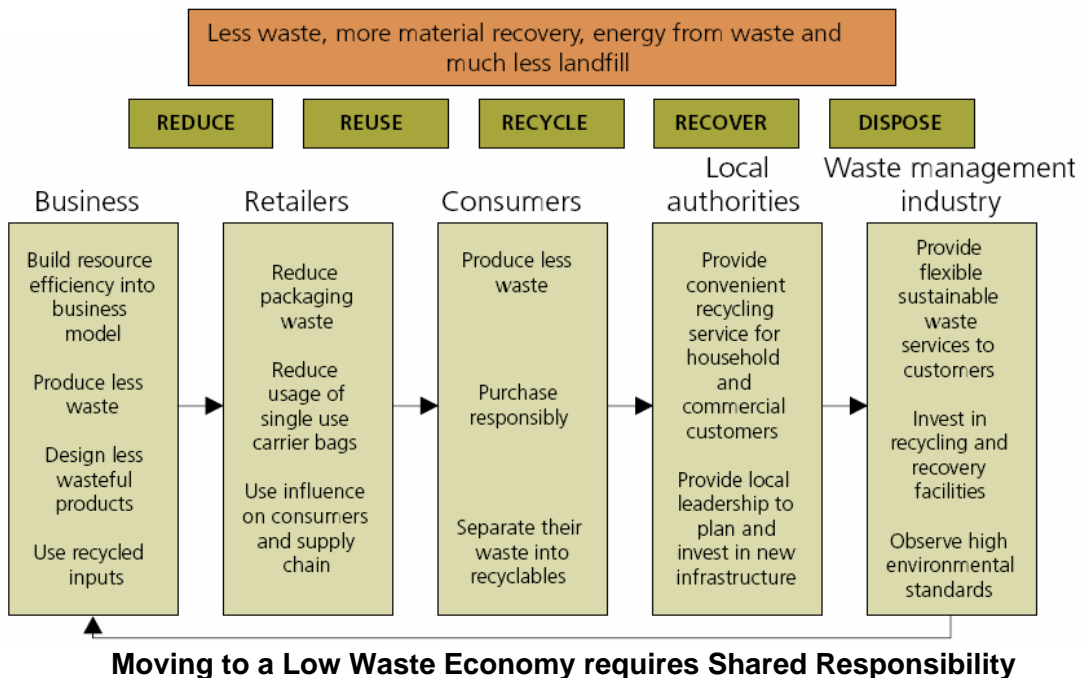 Less waste, more material recovery, energy from waste and
much less landfill
REDUCE
REUSE
RECYCLE
RECOVER
DISPOSE
Business
Build resource
efficiency into
business
model
Produce less
waste
Design less
wasteful
products
Use recycled
inputs
Retailers
Reduce
packaging
waste
Reduce
usage of
single use
carrier bags
Use influence
on consumers
and supply
chain
Consumers
Produce less
waste
Purchase
responsibly
Separate their
waste into
recyclables
Local
authorities
Provide
convenient
recycling
service for
household
and
commercial
customers
Provide local
leadership to
plan and
invest in new
infrastructure
Waste management
industry
Provide
flexible
sustainable
waste
services to
customers
Invest in
recycling and
recovery
facilities
Observe high
environmental
standards
Moving to a Low Waste Economy requires Shared Responsibility